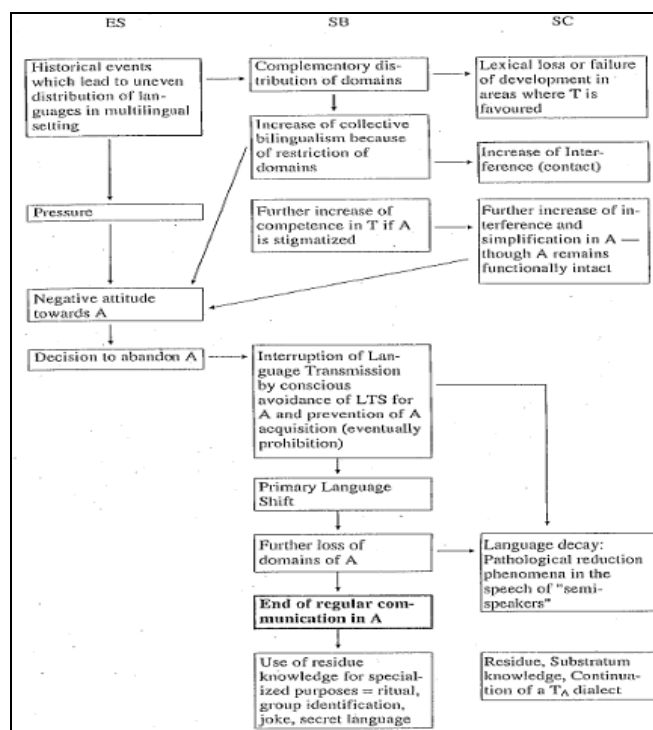 ES SB SC
Historical events
which lead to uneven
distribution of lan-
guages in multilingual
setting
Complementory dis-
tribution of domains
Lexical loss or failure
of development in
areas where T is
favoured
Increase of collective
bilingualism because
of restriction of
domains
Increase of Inter-
ference (contact)
Pressure
Further increase of
competence in T if A
is stigmatized
Further increase of in-
terference and
simplification in A —
though A remains
functionally intact
Negative attitude
towards A
Decision to abandon A
Interruption of Lan-
guage Transmission
by conscious
avoidance of LTS for
A and prevention of A
acquisition (eventually
prohibition)
Primary Language
Shift
Further loss of
domains of A
Language decay:
Pathological reduction
phenomena in the
speech of "semi-
speakers"
End of regular com-
munication in A
Use of residue
knowledge for special-
ized purposes = ritual,
group identification,
joke, secret language
Residue, Substratum
knowledge, Continua-
tion of a T_A dialect